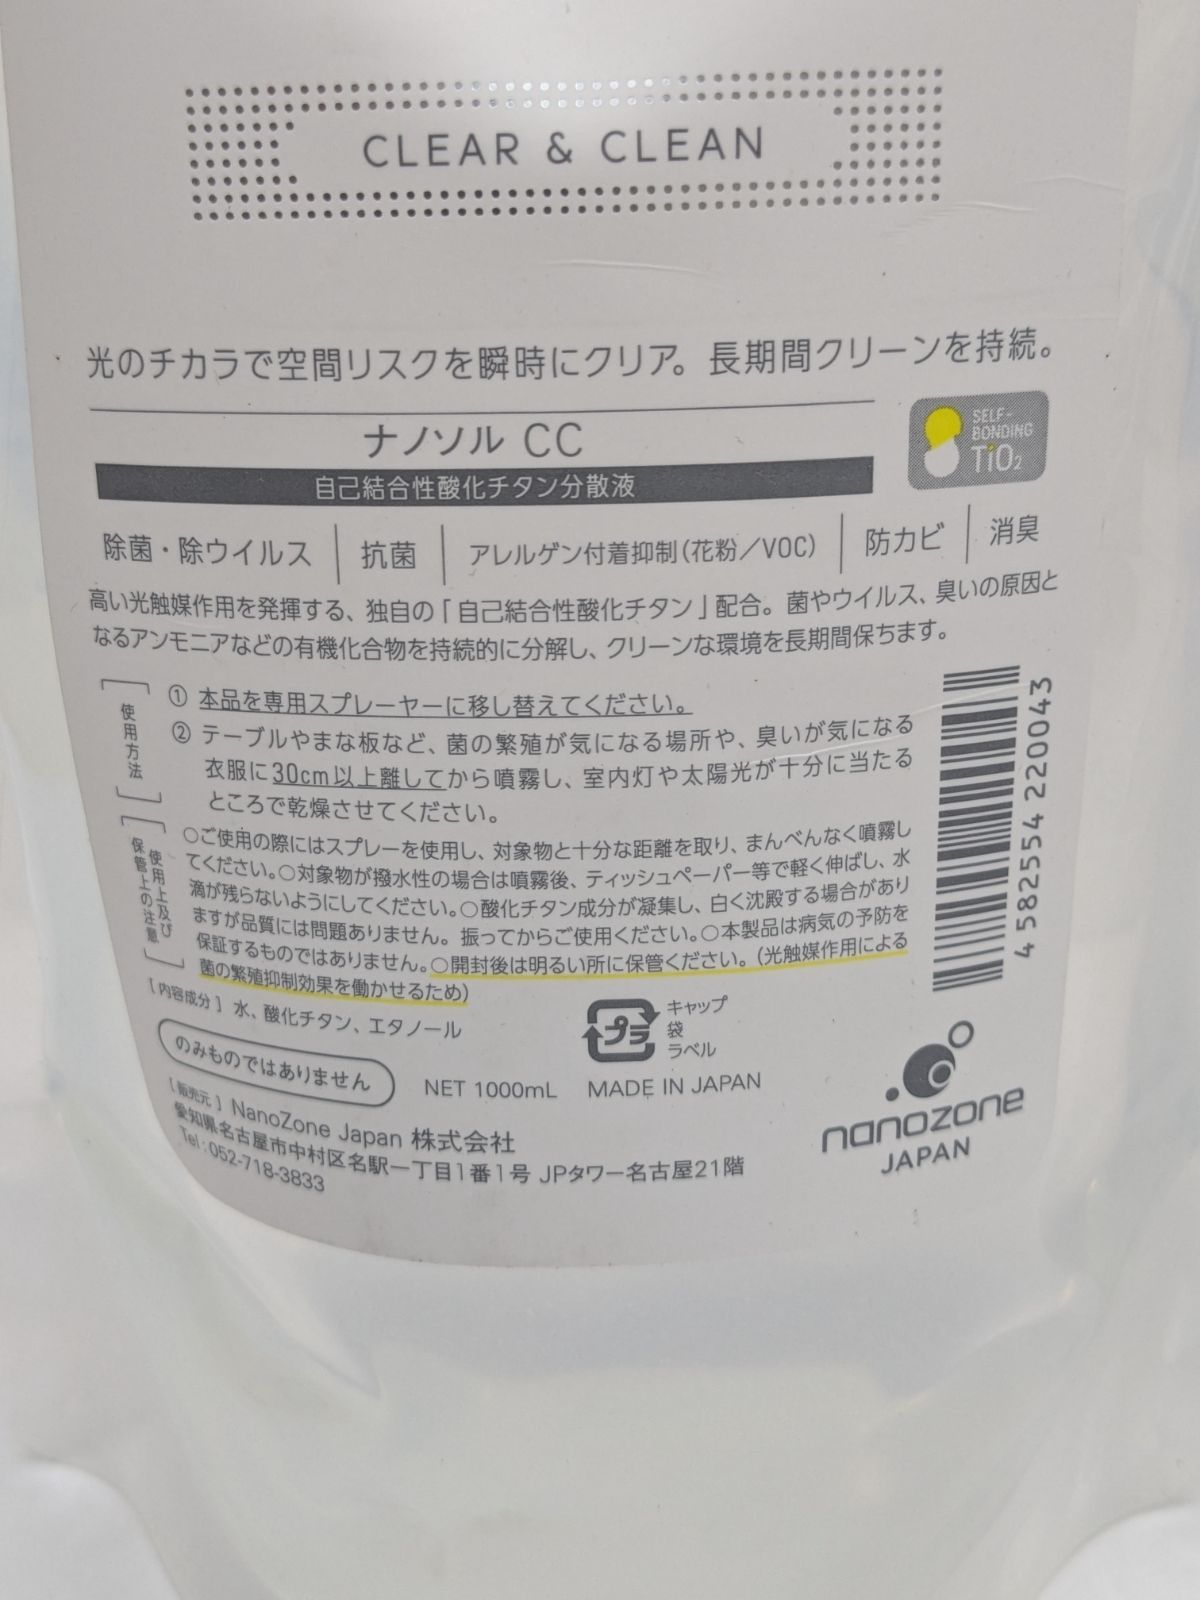 CLEAR & CLEAN
光のチカラで空間リスクを瞬時にクリア。長期間クリーンを持続。
ナノソル CC
自己結合性酸化チタン分散液
SELF-
BONDING
TiO2
除菌・除ウイルス
抗菌
アレルゲン付着抑制(花粉/VOC)
防カビ
消臭
高い光触媒作用を発揮する、独自の「自己結合性酸化チタン」配合。菌やウイルス、臭いの原因と
なるアンモニアなどの有機化合物を持続的に分解し、クリーンな環境を長期間保ちます。
使用方法
① 本品を専用スプレーヤーに移し替えてください。
② テーブルやまな板など、菌の繁殖が気になる場所や、臭いが気になる
衣服に30cm以上離してから噴霧し、室内灯や太陽光が十分に当たる
ところで乾燥させてください。
使用上及び
保管上の注意
○ご使用の際にはスプレーを使用し、対象物と十分な距離を取り、まんべんなく噴霧し
てください。○対象物が撥水性の場合は噴霧後、ティッシュペーパー等で軽く伸ばし、水
滴が残らないようにしてください。○酸化チタン成分が凝集し、白く沈殿する場合があり
ますが品質には問題ありません。振ってからご使用ください。○本製品は病気の予防を
保証するものではありません。○開封後は明るい所に保管ください。(光触媒作用による
菌の繁殖抑制効果を働かせるため)
[内容成分] 水、酸化チタン、エタノール
のみものではありません
NET 1000mL
プラ
キャップ
袋
ラベル
MADE IN JAPAN
[販売元] NanoZone Japan 株式会社
愛知県名古屋市中村区名駅一丁目1番1号 JPタワー名古屋21階
Tel:052-718-3833
4 582554 220043
nanozone
JAPAN